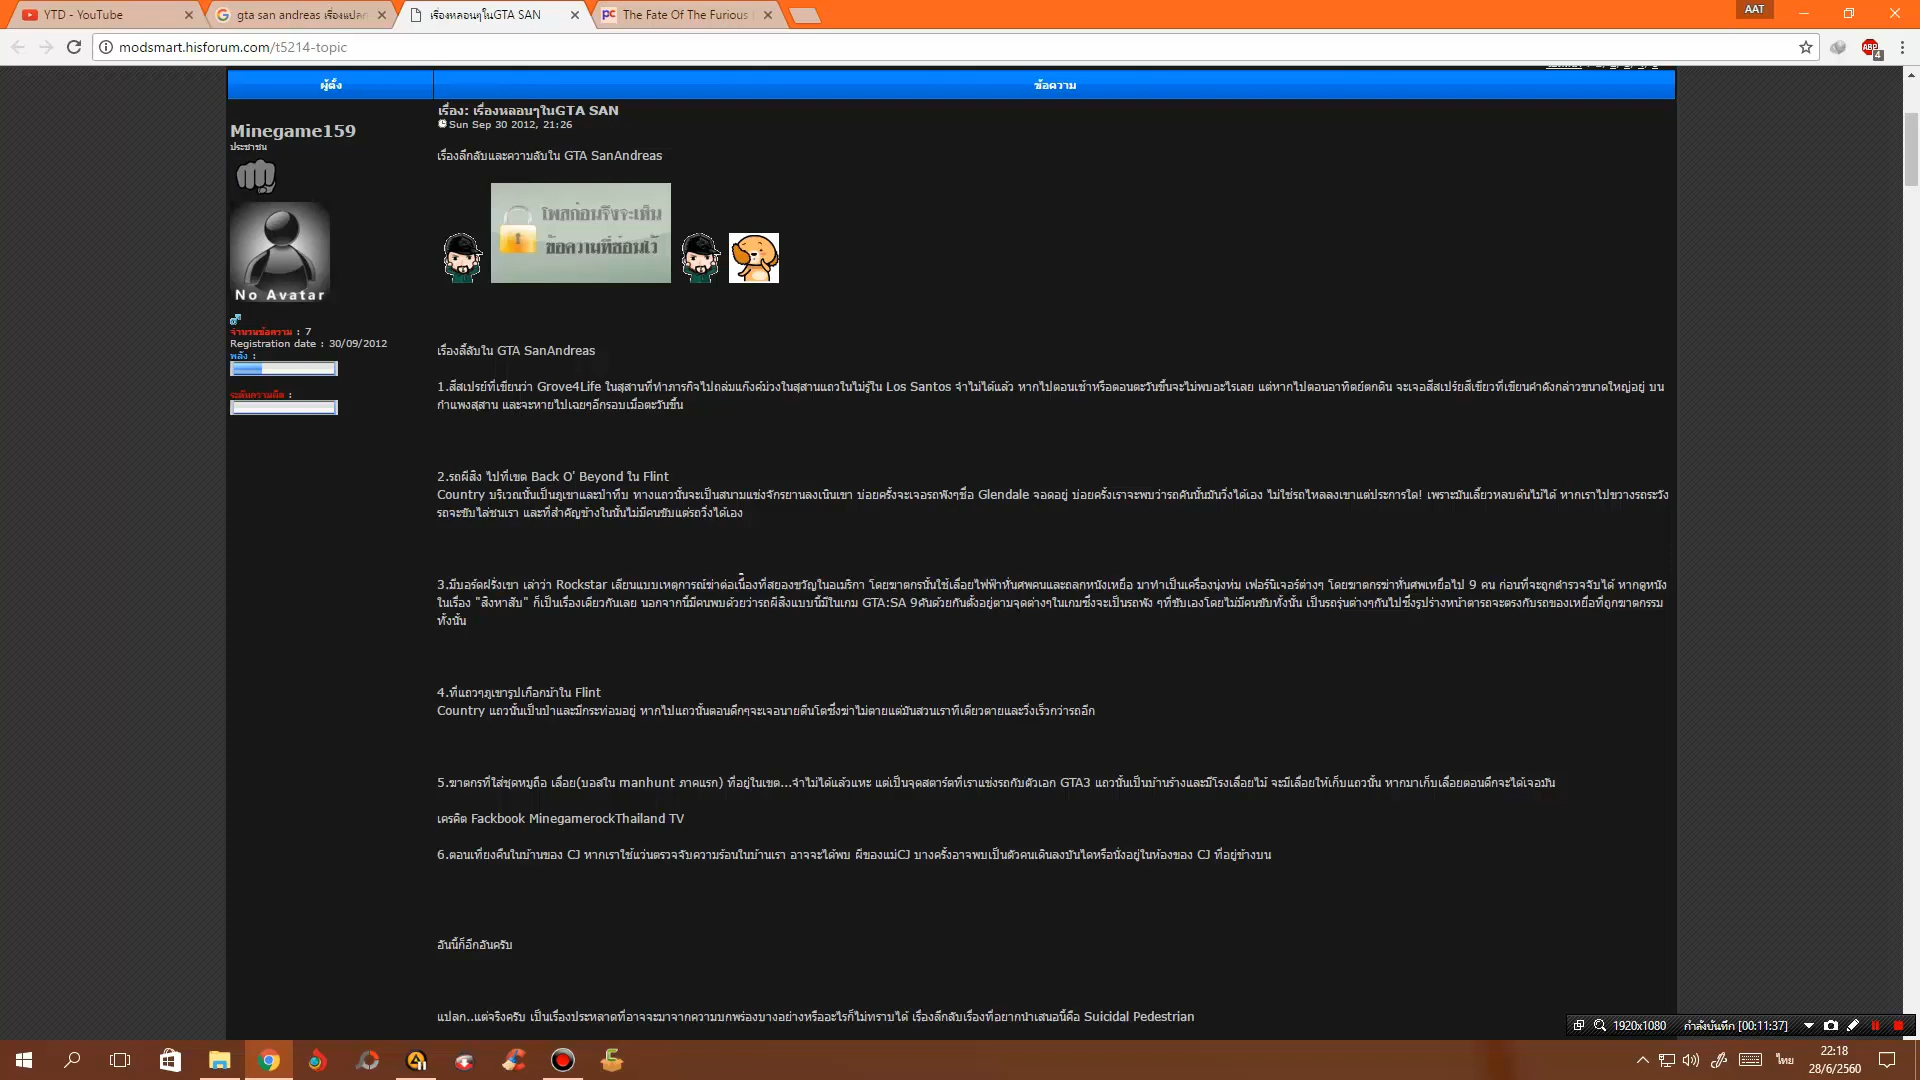 YTD - YouTube
gta san andreas เรื่องแปลก
เรื่องหลอนๆในGTA SAN
The Fate Of The Furious
AAT
modsmart.hisforum.com/t5214-topic
ผู้ตั้ง
ข้อความ
Minegame159
ประชาชน
No Avatar
จำนวนข้อความ : 7
Registration date : 30/09/2012
พลัง :
เรื่อง: เรื่องหลอนๆในGTA SAN
Sun Sep 30 2012, 21:26
เรื่องลึกลับและความลับใน GTA SanAndreas
โพสก่อนจึงจะเห็น
ข้อความที่ซ่อนไว้
เรื่องลี้ลับใน GTA SanAndreas
1.สีสเปรย์ที่เขียนว่า Grove4Life ในสุสานที่ทำภารกิจไปถล่มแก๊งค์ม่วงในสุสานแถวในไม่รู้ใน Los Santos จำไม่ได้แล้ว หากไปตอนเช้าหรือตอนตะวันขึ้นจะไม่พบอะไรเลย แต่หากไปตอนอาทิตย์ตกดิน จะเจอสีสเปร์ยสีเขียวที่เขียนคำดังกล่าวขนาดใหญ่อยู่ บน
กำแพงสุสาน และจะหายไปเฉยๆอีกรอบเมื่อตะวันขึ้น
2.รถผีสิง ไปที่เขต Back O' Beyond ใน Flint
Country บริเวณนั้นเป็นภูเขาและป่าทึบ ทางแถวนั้นจะเป็นสนามแข่งจักรยานลงเนินเขา บ่อยครั้งจะเจอรถพังๆชื่อ Glendale จอดอยู่ บ่อยครั้งเราจะพบว่ารถคันนั้นมันวิ่งได้เอง ไม่ใช่รถไหลลงเขาแต่ประการใด! เพราะมันเลี้ยวหลบต้นไม้ได้ หากเราไปขวางรถระวัง
รถจะขับไล่ชนเรา และที่สำคัญข้างในนั้นไม่มีคนขับแต่รถวิ่งได้เอง
3.มีบอร์ดฝรั่งเขา เล่าว่า Rockstar เลียนแบบเหตุการณ์ฆ่าต่อเนื่องที่สยองขวัญในอเมริกา โดยฆาตกรนั้นใช้เลื่อยไฟฟ้าหั่นศพคนและถลกหนังเหยื่อ มาทำเป็นเครื่องนุ่งห่ม เฟอร์นิเจอร์ต่างๆ โดยฆาตกรฆ่าหั่นศพเหยื่อไป 9 คน ก่อนที่จะถูกตำรวจจับได้ หากดูหนัง
ในเรื่อง "สิงหาสับ" ก็เป็นเรื่องเดียวกันเลย นอกจากนี้มีคนพบด้วยว่ารถผีสิงแบบนี้มีในเกม GTA:SA 9คันด้วยกันตั้งอยู่ตามจุดต่างๆในเกมซึ่งจะเป็นรถพัง ๆที่ขับเองโดยไม่มีคนขับทั้งนั้น เป็นรถรุ่นต่างๆกันไปซึ่งรูปร่างหน้าตารถจะตรงกับรถของเหยื่อที่ถูกฆาตกรรม
ทั้งนั้น
4.ที่แถวๆภูเขารูปเกือกม้าใน Flint
Country แถวนั้นเป็นป่าและมีกระท่อมอยู่ หากไปแถวนั้นตอนดึกๆจะเจอนายตีนโตซึ่งฆ่าไม่ตายแต่มันสวนเราทีเดียวตายและวิ่งเร็วกว่ารถอีก
5.ฆาตกรที่ใส่ชุดหมูถือ เลื่อย(บอสใน manhunt ภาคแรก) ที่อยู่ในเขต...จำไม่ได้แล้วแหะ แต่เป็นจุดสตาร์ตที่เราแข่งรถกับตัวเอก GTA3 แถวนั้นเป็นบ้านร้างและมีโรงเลื่อยไม้ จะมีเลื่อยให้เก็บแถวนั้น หากมาเก็บเลื่อยตอนดึกจะได้เจอมัน
เครคิต Fackbook MinegamerockThailand TV
6.ตอนเที่ยงคืนในบ้านของ CJ หากเราใช้แว่นตรวจจับความร้อนในบ้านเรา อาจจะได้พบ ผีของแม่CJ บางครั้งอาจพบเป็นตัวคนเดินลงบันไดหรือนั่งอยู่ในห้องของ CJ ที่อยู่ข้างบน
อันนี้ก็อีกอันครับ
แปลก..แต่จริงครับ เป็นเรื่องประหลาดที่อาจจะมาจากความบกพร่องบางอย่างหรืออะไรก็ไม่ทราบได้ เรื่องลึกลับเรื่องที่อยากนำเสนอนี้คือ Suicidal Pedestrian
1920x1080 กำลังบันทึก [00:11:37]
ไทย
22:18
28/6/2560